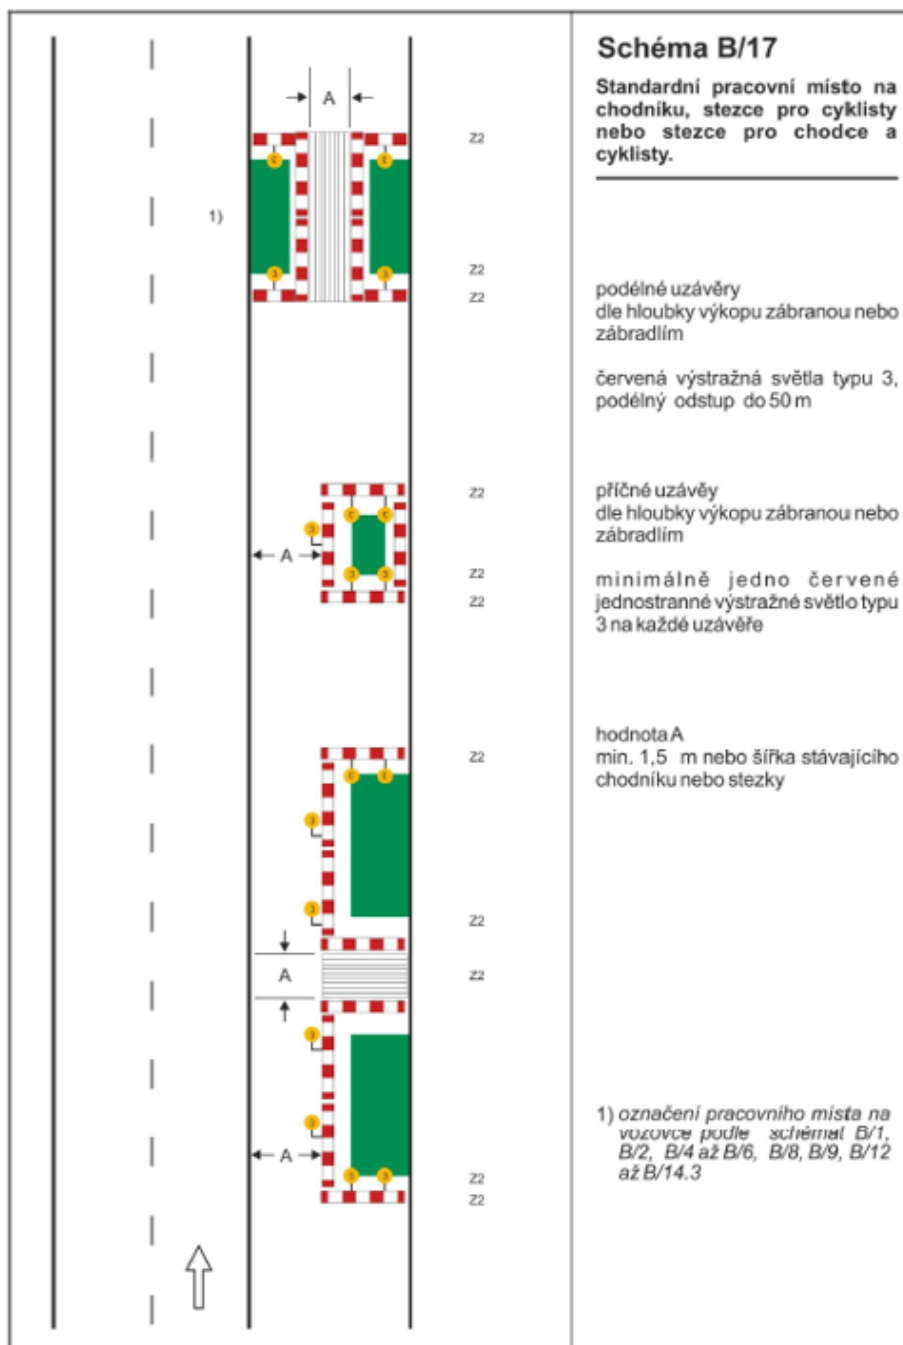 Schéma B/17
Standardní pracovní místo na
chodníku, stezce pro cyklisty
nebo stezce pro chodce a
cyklisty.
A
Z2
1)
Z2
Z2
podélné uzávěry
dle hloubky výkopu zábranou nebo
zábradlím
červená výstražná světla typu 3,
podélný odstup do 50 m
Z2
A
Z2
Z2
příčné uzávěy
dle hloubky výkopu zábranou nebo
zábradlím
minimálně jedno červené
jednostranné výstražné světlo typu
3 na každé uzávěře
Z2
hodnota A
min. 1,5 m nebo šířka stávajícího
chodníku nebo stezky
Z2
A
Z2
A
Z2
Z2
1) označení pracovního místa na
vozovce podle schémat B/1,
B/2, B/4 až B/6, B/8, B/9, B/12
až B/14.3